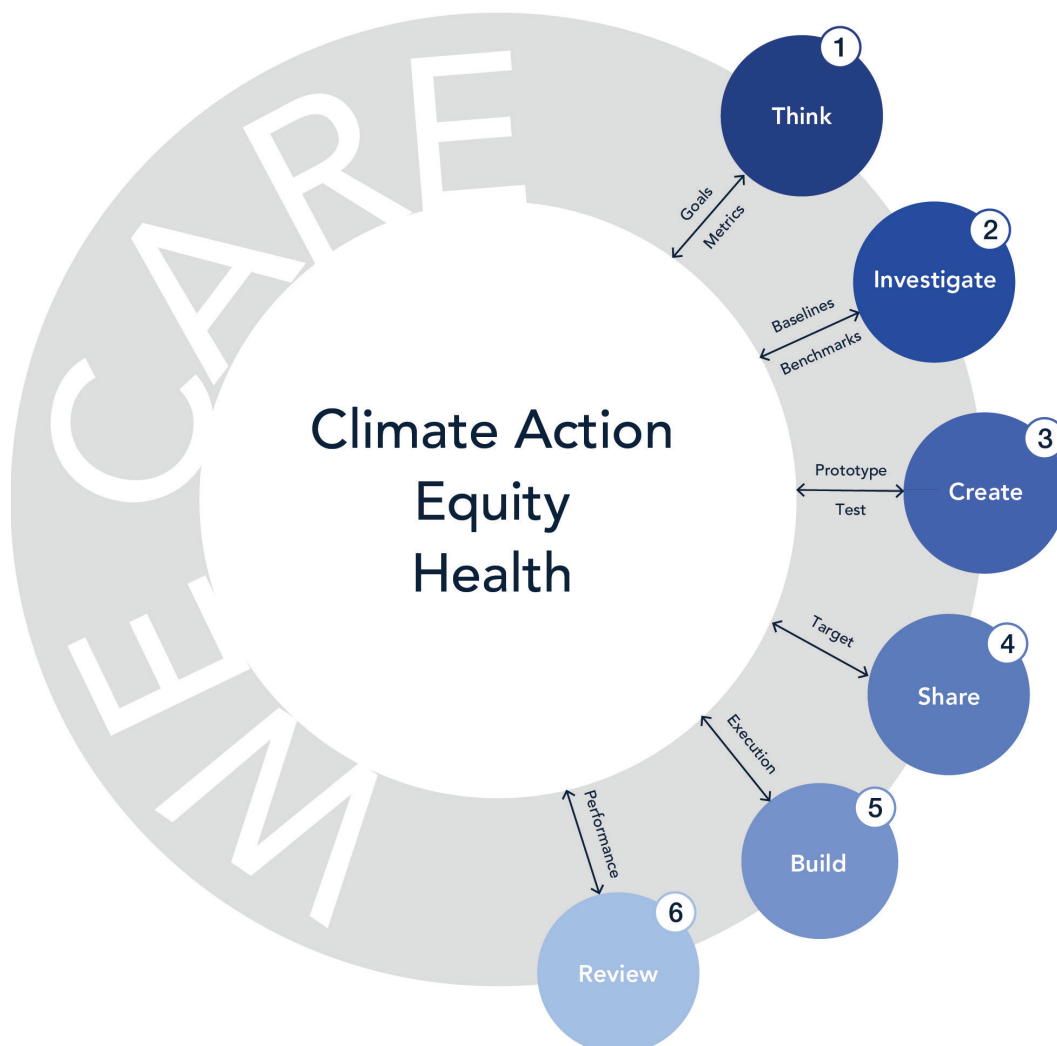 WE CARE
Climate Action
Equity
Health
1
Think
Goals
Metrics
2
Investigate
Baselines
Benchmarks
3
Create
Prototype
Test
4
Share
Target
5
Build
Execution
6
Review
Performance